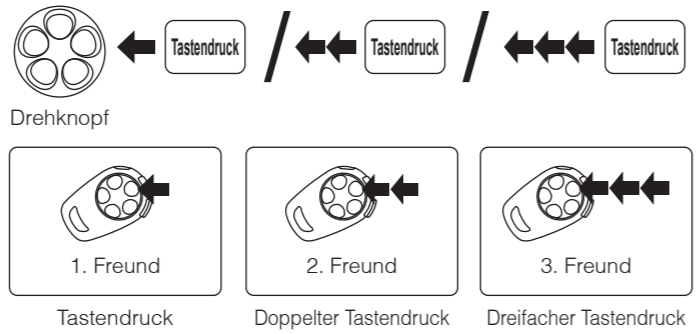 Tastendruck / Tastendruck / Tastendruck
Drehknopf
1. Freund 2. Freund 3. Freund
Tastendruck Doppelter Tastendruck Dreifacher Tastendruck